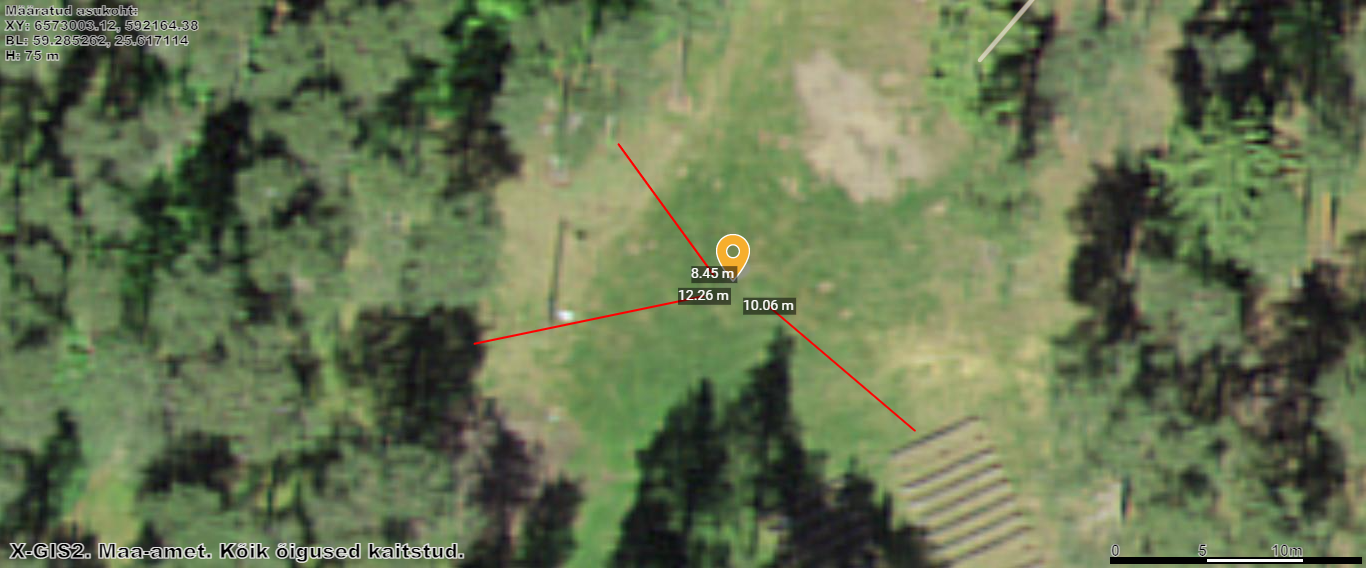 Määratud asukoht:
XY: 6573003.12, 592164.38
BL: 59.285262, 25.617114
H: 75 m
8.45 m
12.26 m
10.06 m
X-GIS2. Maa-amet. Kõik õigused kaitstud.
0 5 10m